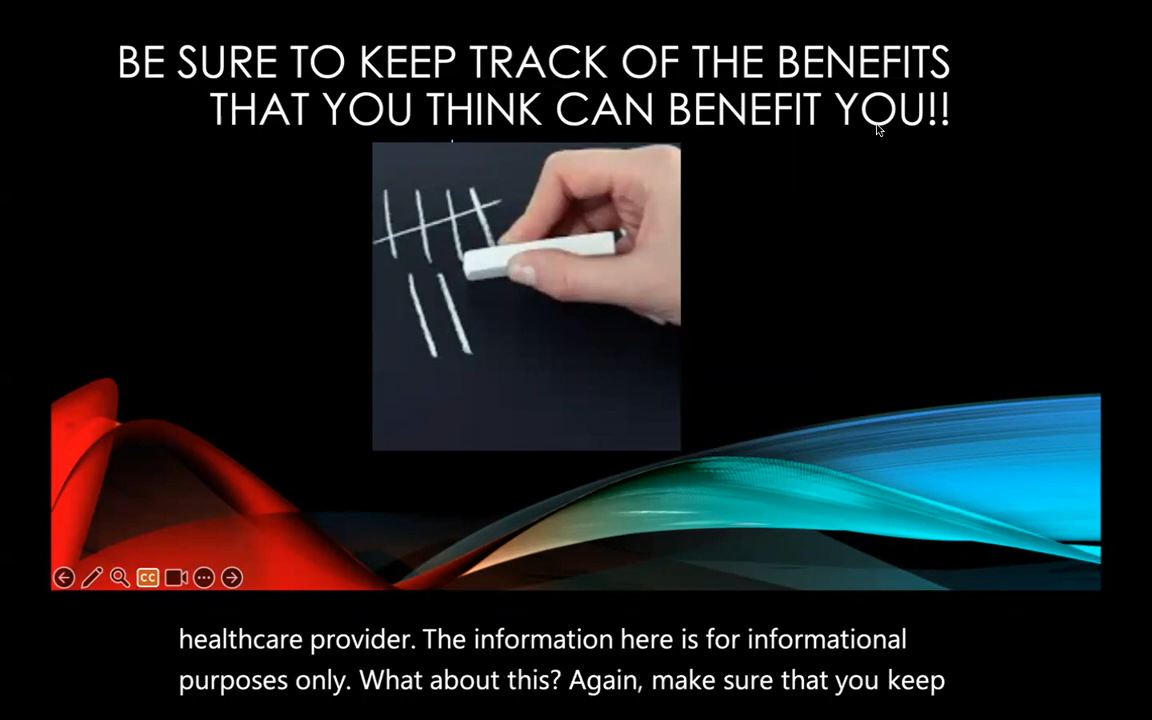 BE SURE TO KEEP TRACK OF THE BENEFITS
THAT YOU THINK CAN BENEFIT YOU!!
CC
healthcare provider. The information here is for informational
purposes only. What about this? Again, make sure that you keep